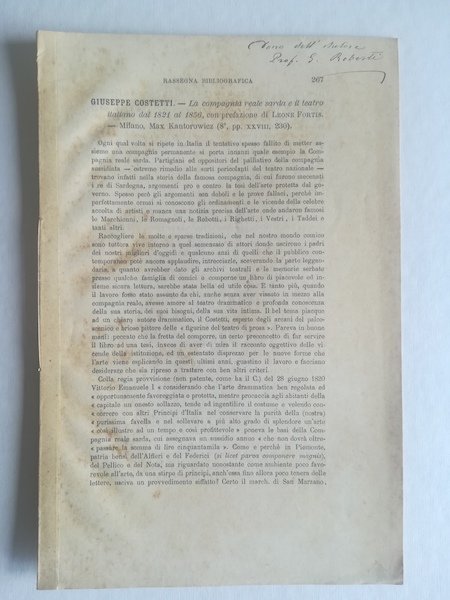 Dono dell'Autore
Prof. G. Roberti
RASSEGNA BIBLIOGRAFICA 267
GIUSEPPE COSTETTI. — La compagnia reale sarda e il teatro
italiano dal 1821 al 1856, con prefazione di LEONE FORTIS.
— Milano, Max Kantorowicz (8°, pp. XXVIII, 230).
Ogni qual volta si ripete in Italia il tentativo spesso fallito di metter as-
sieme una compagnia permanente si porta innanzi quale esempio la Com-
pagnia reale sarda. Partigiani ed oppositori del palliativo della compagnia
sussidiata — estremo rimedio alle sorti pericolanti del teatro nazionale —
trovano infatti nella storia della famosa compagnia, di cui furono mecenati
i re di Sardegna, argomenti pro e contro la tesi dell'arte protetta dal go-
verno. Spesso però gli argomenti son deboli e le prove fallaci, perchè im-
perfettamente ormai si conoscono gli ordinamenti e le vicende della celebre
accolta di artisti e manca una notizia precisa dell'arte onde andaron famosi
lo Marchionni, le Romagnoli, le Robotti, i Righetti, i Vestri, i Taddei e
tanti altri.
Raccogliere le molte e sparse tradizioni, che nel nostro mondo comico
sono tuttora vive intorno a quel semenzaio di attori donde uscirono i padri
dei nostri migliori d'oggidì e qualcuno anzi di quelli che il pubblico con-
temporaneo potè ancora applaudire, intrecciarle, sceverando la parte leggen-
daria, a quanto avrebber dato gli archivi teatrali e le memorie serbate
presso qualche famiglia di comici e comporne un libro di piacevole ed in-
sieme sicura lettura, sarebbe stata bella ed utile cosa. E tanto più, quando
il lavoro fosse stato assunto da chi, anche senza aver vissuto in mezzo alla
compagnia reale, avesse amore al teatro drammatico e profonda conoscenza
della sua storia, dei suoi bisogni, della sua vita intima. Il bel tema piacque
ad un chiaro autore drammatico, il Costetti, esperto degli arcani del palco-
scenico e brioso pittore delle « figurine del teatro di prosa ». Pareva in buone
mani: peccato che la fretta del comporre, un certo preconcetto di far servire
il libro ad una tesi, invece di aver di mira il racconto oggettivo delle vi-
cende della istituzione, ed un ostentato disprezzo per le nuove forme che
l'arte viene esplicando in questi ultimi anni, guastino il lavoro e facciano
desiderare che sia ripreso a trattare con ben altri criteri.
Colla regia provvisione (non patente, come ha il C.) del 28 giugno 1820
Vittorio Emanuele I « considerando che l'arte drammatica ben regolata ed
« opportunamente favoreggiata e protetta, mentre procaccia agli abitanti della
« capitale un onesto sollazzo, tende ad ingentilire il costume e volendo con-
« correre con altri Principi d'Italia nel conservare la purità della (nostra)
« purissima favella e nel sollevare a più alto grado di splendore un'arte
« così illustre ad un tempo e così profittevole » poneva le basi della Com-
pagnia reale sarda, cui assegnava un sussidio annuo « che non dovrà oltre-
« passare la somma di lire cinquantamila ». Come e perchè in Piemonte,
patria bensì dell'Alfieri e del Federici (si licet parva componere magnis),
del Pellico e del Nota, ma riguardato nonostante come ambiente poco favo-
revole all'arte, da una stirpe di principi, anch'essa fino allora poco tenera delle
lettere, usciva un provvedimento siffatto? Certo il march. di San Marzano,